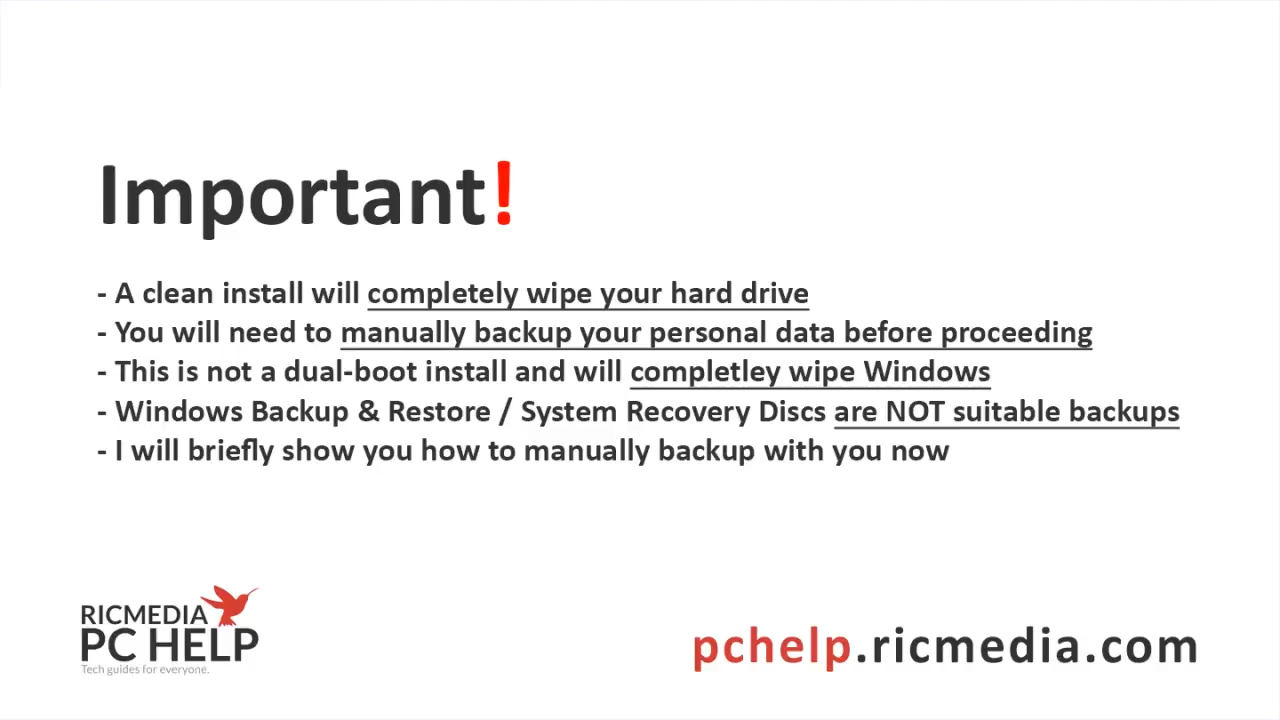 Important!
- A clean install will completely wipe your hard drive
- You will need to manually backup your personal data before proceeding
- This is not a dual-boot install and will completley wipe Windows
- Windows Backup & Restore / System Recovery Discs are NOT suitable backups
- I will briefly show you how to manually backup with you now
RICMEDIA
PC HELP
Tech guides for everyone.
pchelp.ricmedia.com